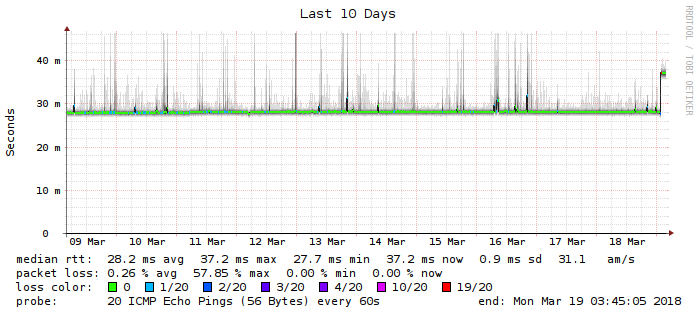 Last 10 Days
RRDTOOL / TOBI OETIKER
Seconds
40 m
30 m
20 m
10 m
0
09 Mar 10 Mar 11 Mar 12 Mar 13 Mar 14 Mar 15 Mar 16 Mar 17 Mar 18 Mar
median rtt: 28.2 ms avg 37.2 ms max 27.7 ms min 37.2 ms now 0.9 ms sd 31.1 am/s
packet loss: 0.26 % avg 57.85 % max 0.00 % min 0.00 % now
loss color: 0 1/20 2/20 3/20 4/20 10/20 19/20
probe: 20 ICMP Echo Pings (56 Bytes) every 60s end: Mon Mar 19 03:45:05 2018